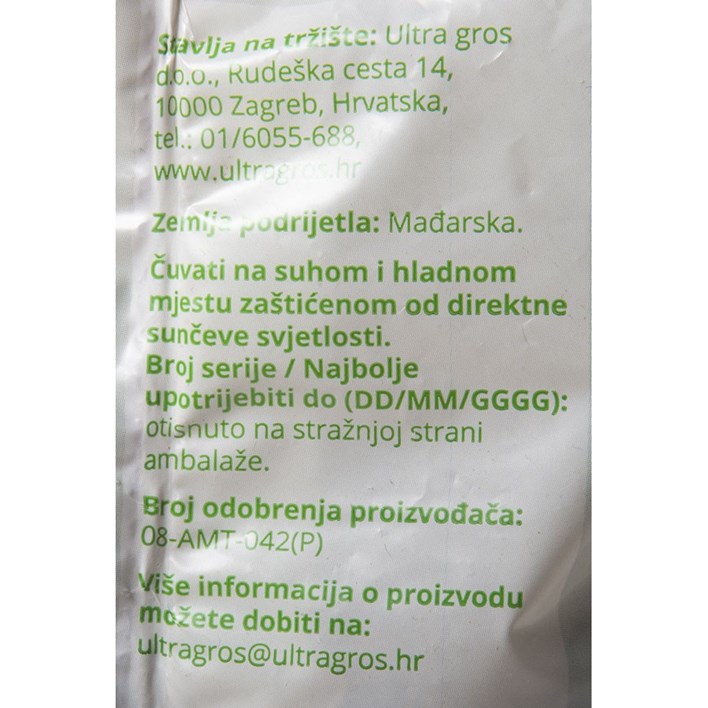 Stavlja na tržište: Ultra gros
d.o.o., Rudeška cesta 14,
10000 Zagreb, Hrvatska,
tel.: 01/6055-688,
www.ultragros.hr
Zemlja podrijetla: Mađarska.
Čuvati na suhom i hladnom
mjestu zaštićenom od direktne
sunčeve svjetlosti.
Broj serije / Najbolje
upotrijebiti do (DD/MM/GGGG):
otisnuto na stražnjoj strani
ambalaže.
Broj odobrenja proizvođača:
08-AMT-042(P)
Više informacija o proizvodu
možete dobiti na:
ultragros@ultragros.hr